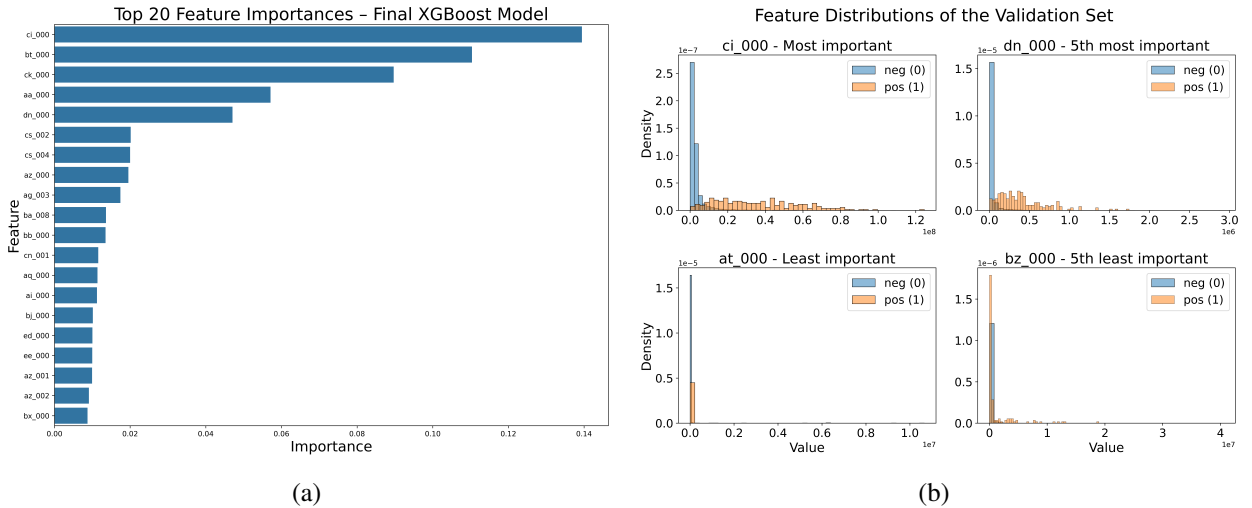 Top 20 Feature Importances – Final XGBoost Model
Feature
ci_000
bt_000
ck_000
aa_000
dn_000
cs_002
cs_004
az_000
ag_003
ba_008
bb_000
cn_001
aq_000
ai_000
bj_000
ed_000
ee_000
az_001
az_002
bx_000
0.00 0.02 0.04 0.06 0.08 0.10 0.12 0.14
Importance
(a)
Feature Distributions of the Validation Set
ci_000 - Most important
1e−7
Density
2.5
2.0
1.5
1.0
0.5
0.0
neg (0)
pos (1)
0.0 0.2 0.4 0.6 0.8 1.0 1.2
1e8
dn_000 - 5th most important
1e−5
1.5
1.0
0.5
0.0
neg (0)
pos (1)
0.0 0.5 1.0 1.5 2.0 2.5 3.0
1e6
at_000 - Least important
1e−5
Density
1.5
1.0
0.5
0.0
neg (0)
pos (1)
0.0 0.2 0.4 0.6 0.8 1.0
1e7
Value
bz_000 - 5th least important
1e−6
1.5
1.0
0.5
0.0
neg (0)
pos (1)
0 1 2 3 4
1e7
Value
(b)